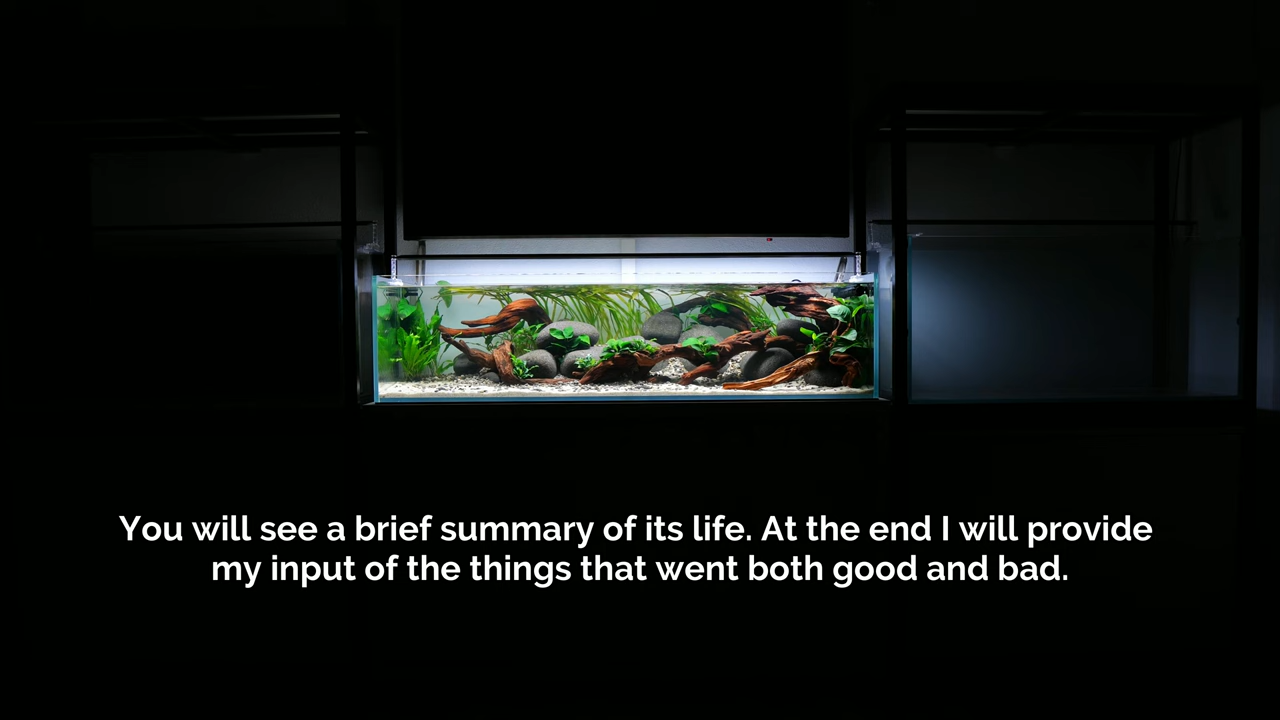 You will see a brief summary of its life. At the end I will provide
my input of the things that went both good and bad.